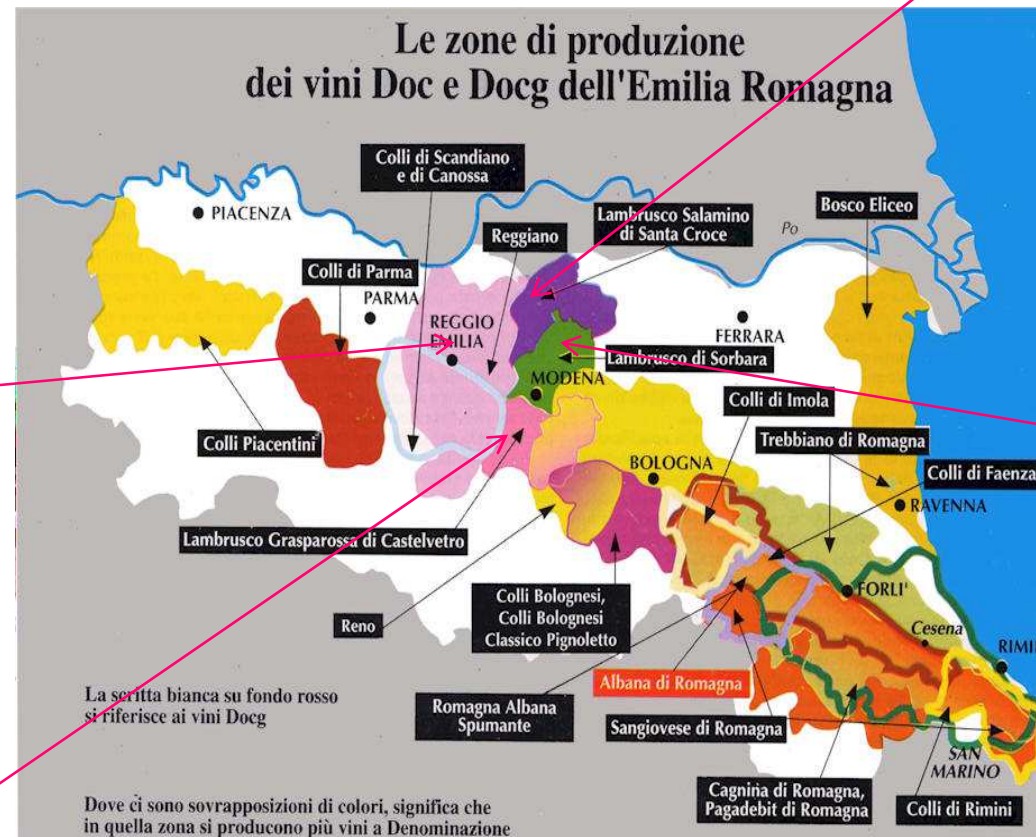 Le zone di produzione
dei vini Doc e Docg dell'Emilia Romagna
Colli di Scandiano
e di Canossa
PIACENZA
Lambrusco Salamino
di Santa Croce
Bosco Eliceo
Po
Reggiano
Colli di Parma
PARMA
REGGIO
EMILIA
FERRARA
Lambrusco di Sorbara
MODENA
Colli di Imola
Colli Piacentini
Trebbiano di Romagna
BOLOGNA
Colli di Faenza
RAVENNA
Lambrusco Grasparossa di Castelvetro
Colli Bolognesi,
Colli Bolognesi
Classico Pignoletto
FORLI'
Reno
Cesena
RIMI
Albana di Romagna
La scritta bianca su fondo rosso
si riferisce ai vini Docg
Romagna Albana
Spumante
Sangiovese di Romagna
SAN
MARINO
Cagnina di Romagna,
Pagadebit di Romagna
Colli di Rimini
Dove ci sono sovrapposizioni di colori, significa che
in quella zona si producono più vini a Denominazione